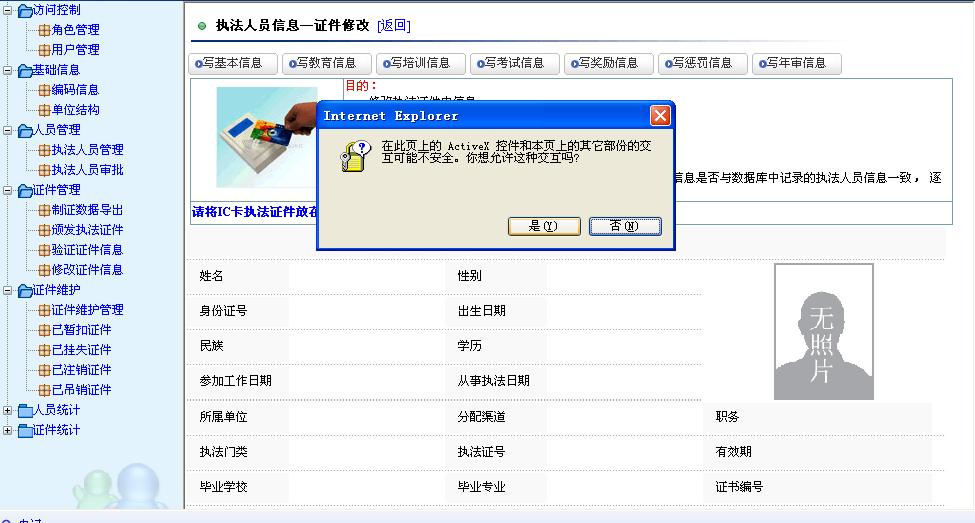 访问控制
角色管理
用户管理
基础信息
编码信息
单位结构
人员管理
执法人员管理
执法人员审批
证件管理
制证数据导出
颁发执法证件
验证证件信息
修改证件信息
证件维护
证件维护管理
已暂扣证件
已挂失证件
已注销证件
已吊销证件
人员统计
证件统计
执法人员信息—证件修改 [返回]
写基本信息 写教育信息 写培训信息 写考试信息 写奖励信息 写惩罚信息 写年审信息
目的：
Internet Explorer
在此页上的 ActiveX 控件和本页上的其它部份的交
互可能不安全。你想允许这种交互吗?
是(Y) 否(N)
信息是否与数据库中记录的执法人员信息一致， 逐
请将IC卡执法证件放在
姓名 性别
身份证号 出生日期
民族 学历
参加工作日期 从事执法日期
无照片
所属单位 分配渠道 职务
执法门类 执法证号 有效期
毕业学校 毕业专业 证书编号